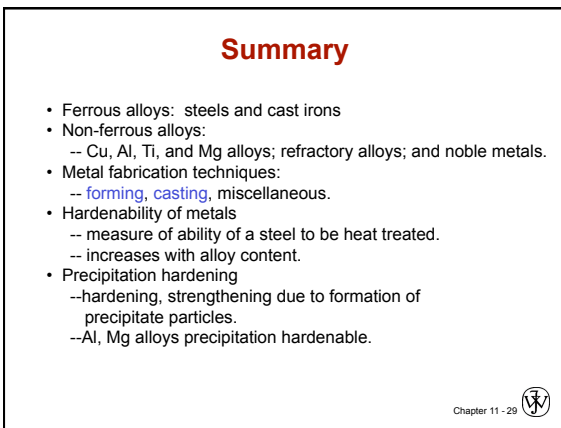 Summary
• Ferrous alloys: steels and cast irons
• Non-ferrous alloys:
-- Cu, Al, Ti, and Mg alloys; refractory alloys; and noble metals.
• Metal fabrication techniques:
-- forming, casting, miscellaneous.
• Hardenability of metals
-- measure of ability of a steel to be heat treated.
-- increases with alloy content.
• Precipitation hardening
--hardening, strengthening due to formation of
precipitate particles.
--Al, Mg alloys precipitation hardenable.
Chapter 11 - 29